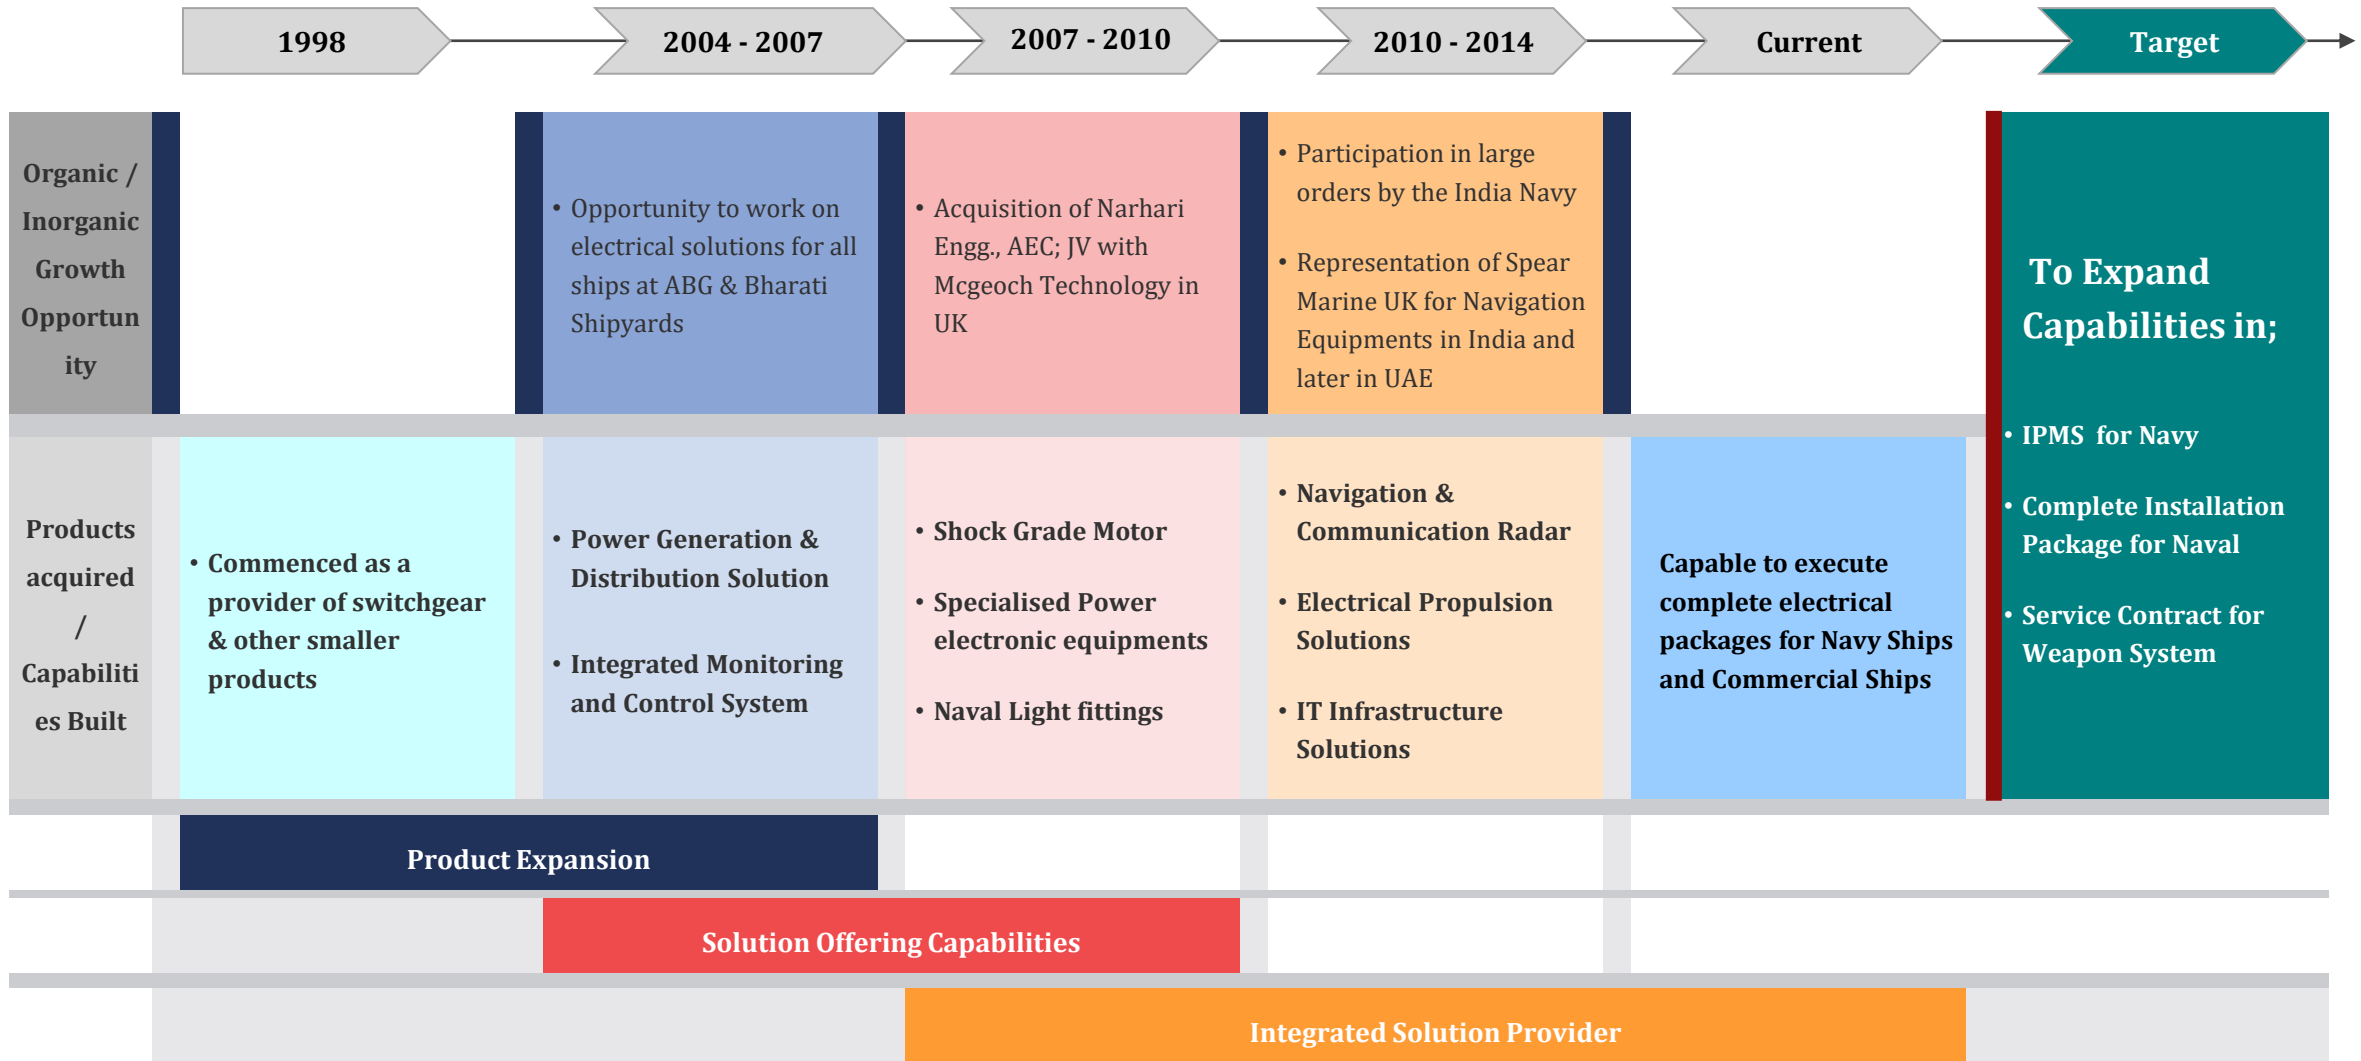 1998
2004 - 2007
2007 - 2010
2010 - 2014
Current
Target
Organic /
Inorganic
Growth
Opportun
ity
• Opportunity to work on
electrical solutions for all
ships at ABG & Bharati
Shipyards
• Acquisition of Narhari
Engg., AEC; JV with
Mcgeoch Technology in
UK
• Participation in large
orders by the India Navy
• Representation of Spear
Marine UK for Navigation
Equipments in India and
later in UAE
To Expand
Capabilities in;
• IPMS for Navy
• Complete Installation
Package for Naval
• Service Contract for
Weapon System
Products
acquired
/
Capabiliti
es Built
• Commenced as a
provider of switchgear
& other smaller
products
• Power Generation &
Distribution Solution
• Integrated Monitoring
and Control System
• Shock Grade Motor
• Specialised Power
electronic equipments
• Naval Light fittings
• Navigation &
Communication Radar
• Electrical Propulsion
Solutions
• IT Infrastructure
Solutions
Capable to execute
complete electrical
packages for Navy Ships
and Commercial Ships
Product Expansion
Solution Offering Capabilities
Integrated Solution Provider